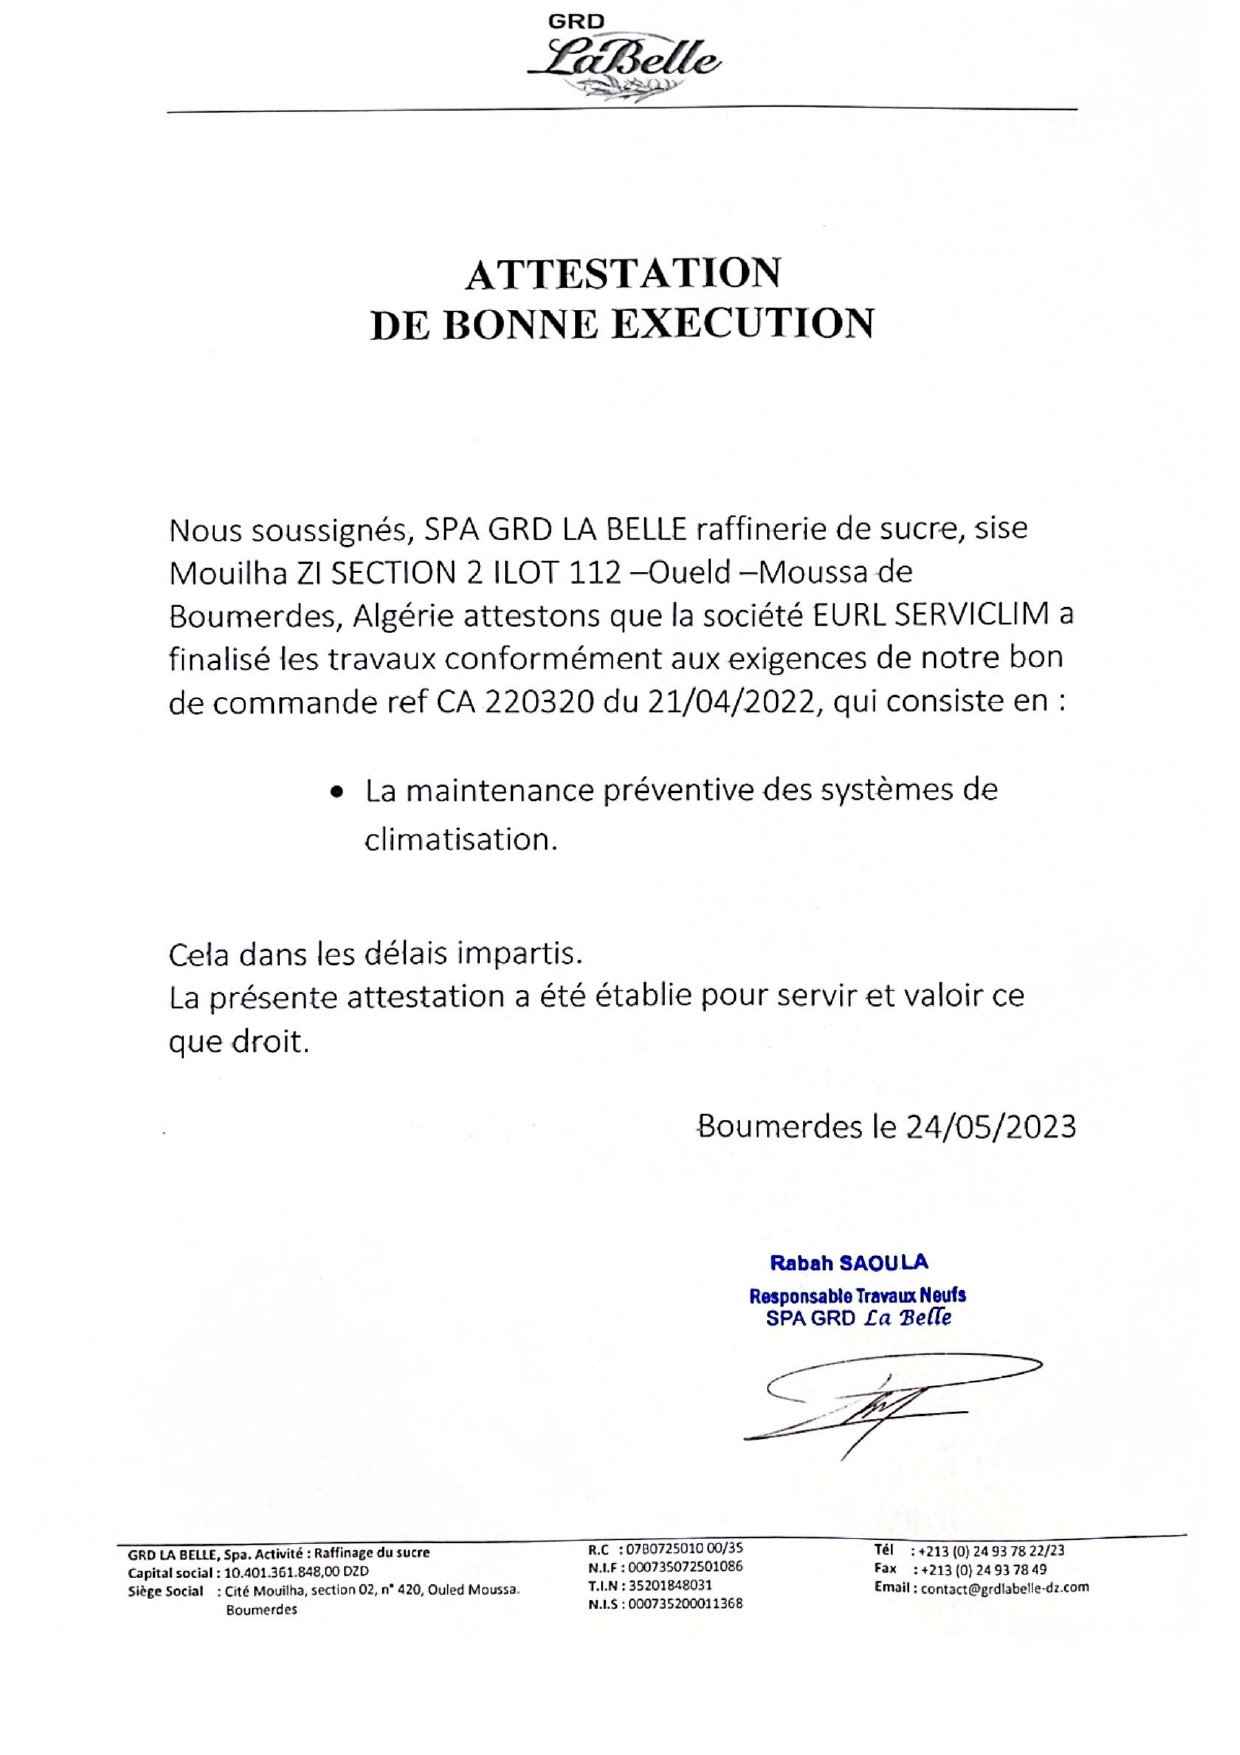 GRD
LaBelle
ATTESTATION
DE BONNE EXECUTION
Nous soussignés, SPA GRD LA BELLE raffinerie de sucre, sise
Mouilha ZI SECTION 2 ILOT 112 –Oueld –Moussa de
Boumerdes, Algérie attestons que la société EURL SERVICLIM a
finalisé les travaux conformément aux exigences de notre bon
de commande ref CA 220320 du 21/04/2022, qui consiste en :
• La maintenance préventive des systèmes de
climatisation.
Cela dans les délais impartis.
La présente attestation a été établie pour servir et valoir ce
que droit.
Boumerdes le 24/05/2023
Rabah SAOULA
Responsable Travaux Neufs
SPA GRD La Belle
GRD LA BELLE, Spa. Activité : Raffinage du sucre
Capital social : 10.401.361.848,00 DZD
Siège Social : Cité Mouilha, section 02, n° 420, Ouled Moussa.
Boumerdes
R.C : 07B0725010 00/35
N.I.F : 000735072501086
T.I.N : 35201848031
N.I.S : 000735200011368
Tél : +213 (0) 24 93 78 22/23
Fax : +213 (0) 24 93 78 49
Email : contact@grdlabelle-dz.com